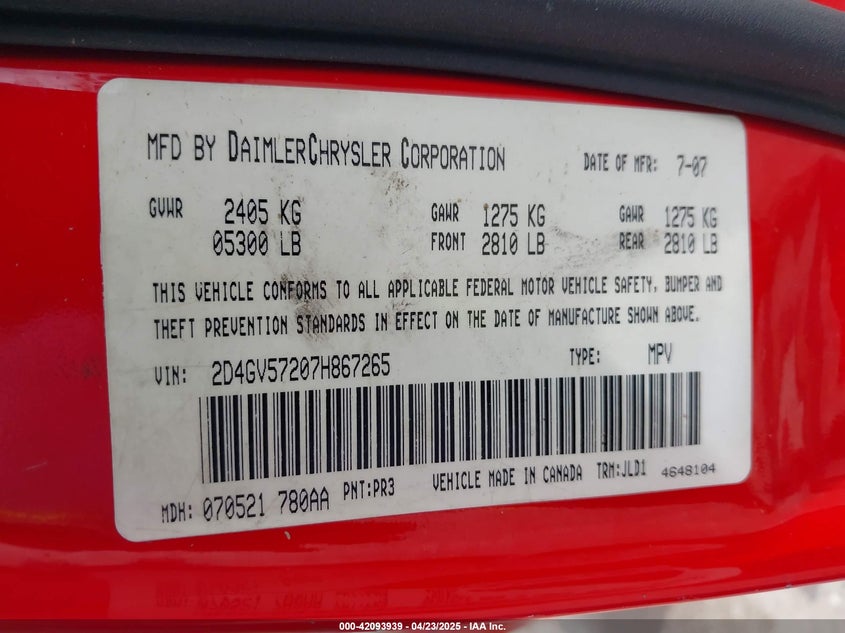 MFD BY DAIMLERCHRYSLER CORPORATION DATE OF MFR: 7-07
GVWR 2405 KG GAWR 1275 KG GAWR 1275 KG
05300 LB FRONT 2810 LB REAR 2810 LB
THIS VEHICLE CONFORMS TO ALL APPLICABLE FEDERAL MOTOR VEHICLE SAFETY, BUMPER AND
THEFT PREVENTION STANDARDS IN EFFECT ON THE DATE OF MANUFACTURE SHOWN ABOVE.
VIN: 2D4GV57207H867265 TYPE: MPV
MDH: 070521 780AA PNT:PR3 VEHICLE MADE IN CANADA TRM:JLD1 4648104
000-42093939 - 04/23/2025 - IAA Inc.